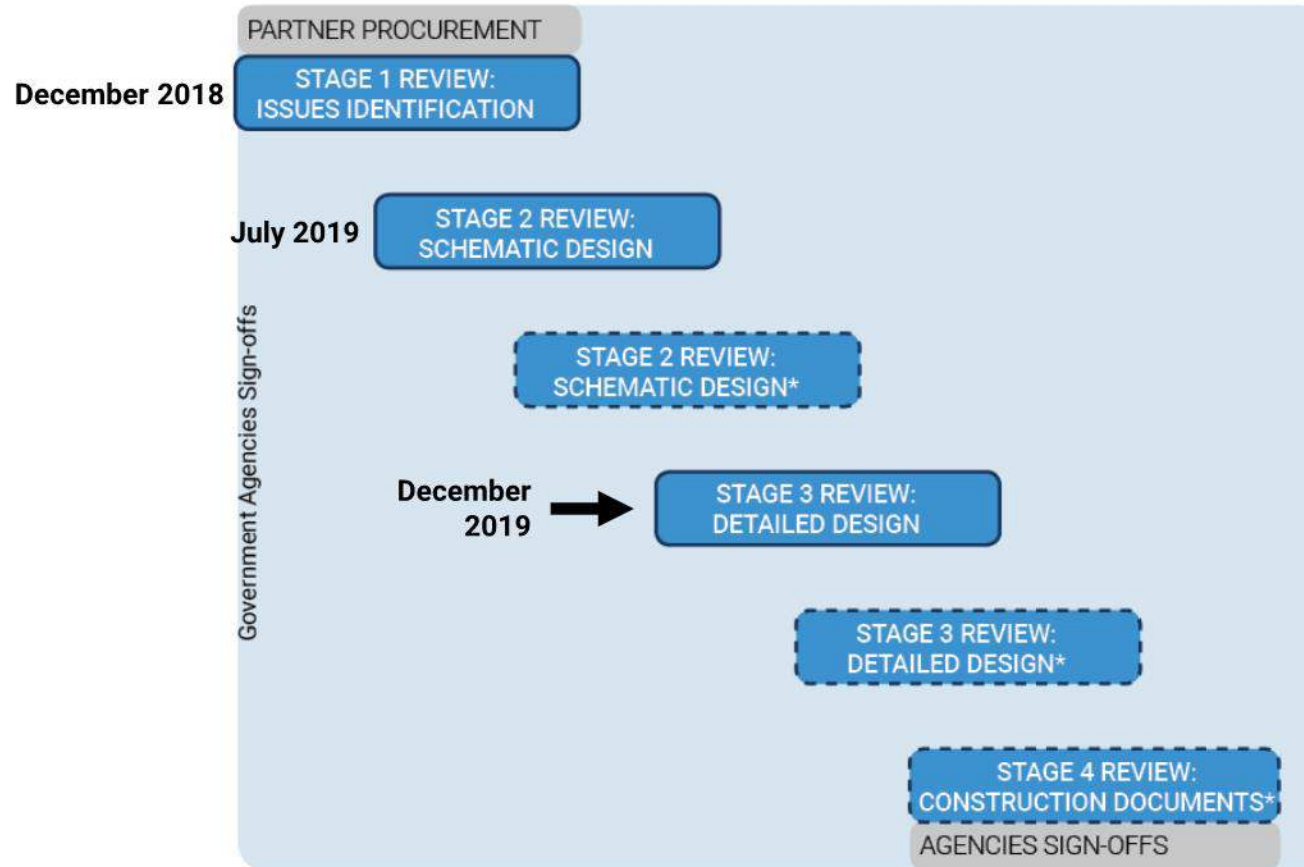 PARTNER PROCUREMENT
December 2018
STAGE 1 REVIEW:
ISSUES IDENTIFICATION
July 2019
STAGE 2 REVIEW:
SCHEMATIC DESIGN
Government Agencies Sign-offs
STAGE 2 REVIEW:
SCHEMATIC DESIGN*
December
2019
STAGE 3 REVIEW:
DETAILED DESIGN
STAGE 3 REVIEW:
DETAILED DESIGN*
STAGE 4 REVIEW:
CONSTRUCTION DOCUMENTS*
AGENCIES SIGN-OFFS